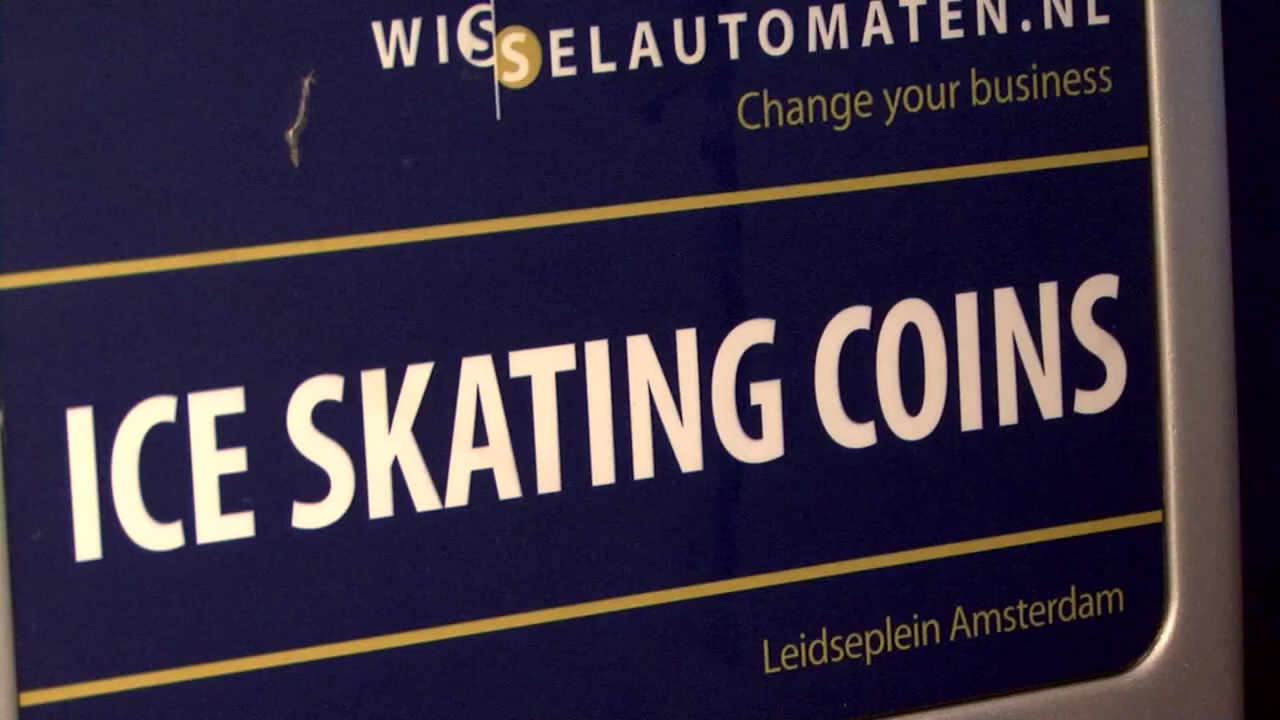 WISSELAUTOMATEN.NL
Change your business
ICE SKATING COINS
Leidseplein Amsterdam